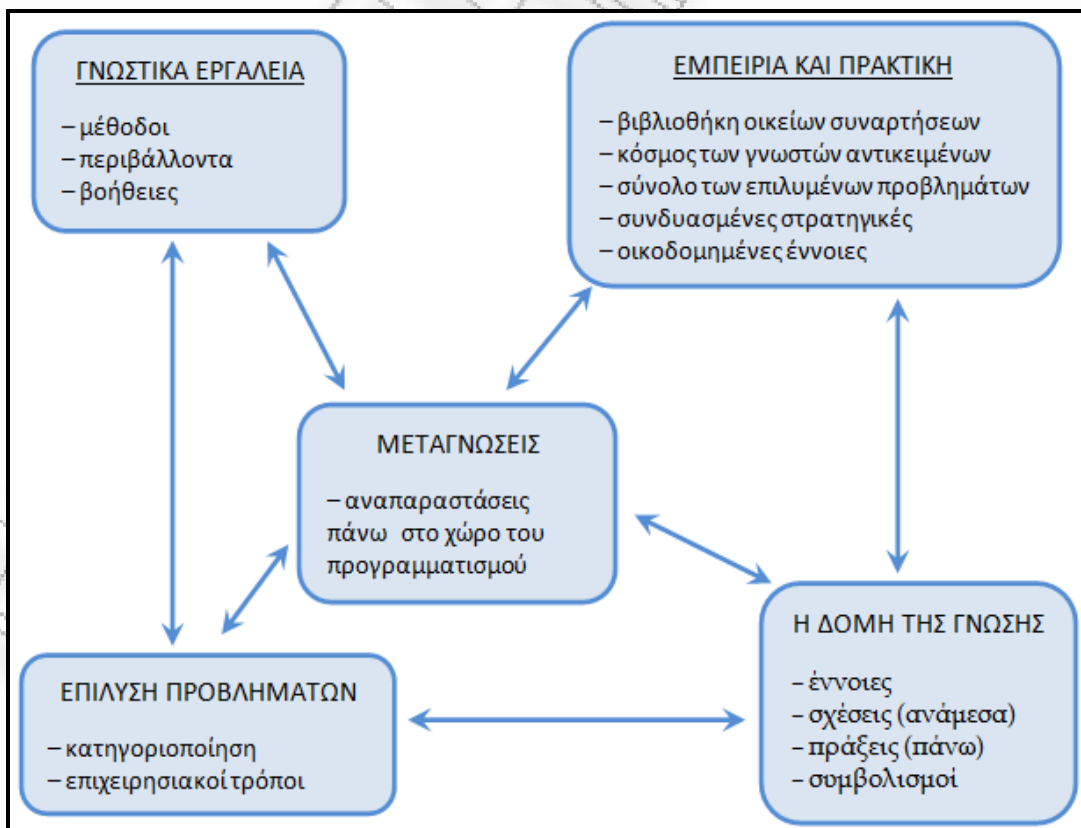 ΓΝΩΣΤΙΚΑ ΕΡΓΑΛΕΙΑ
– μέθοδοι
– περιβάλλοντα
– βοήθειες
ΕΜΠΕΙΡΙΑ ΚΑΙ ΠΡΑΚΤΙΚΗ
– βιβλιοθήκη οικείων συναρτήσεων
– κόσμος των γνωστών αντικειμένων
– σύνολο των επιλυμένων προβλημάτων
– συνδυασμένες στρατηγικές
– οικοδομημένες έννοιες
ΜΕΤΑΓΝΩΣΕΙΣ
– αναπαραστάσεις
πάνω στο χώρο του
προγραμματισμού
ΕΠΙΛΥΣΗ ΠΡΟΒΛΗΜΑΤΩΝ
– κατηγοριοποίηση
– επιχειρησιακοί τρόποι
Η ΔΟΜΗ ΤΗΣ ΓΝΩΣΗΣ
– έννοιες
– σχέσεις (ανάμεσα)
– πράξεις (πάνω)
– συμβολισμοί